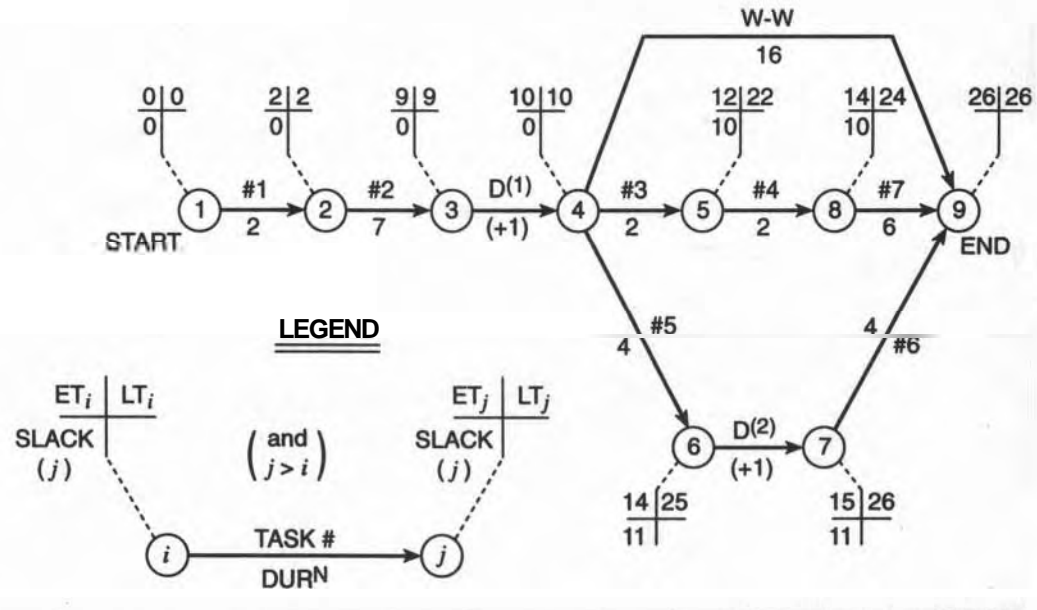 W-W
16
0 0
0
2 2
0
9 9
0
10 10
0
12 22
10
14 24
10
26 26
1
#1
2
2
#2
7
3
D(1)
(+1)
4
#3
2
5
#4
2
8
#7
6
9
START
END
#5
4
4
#6
6
D(2)
(+1)
7
14 25
11
15 26
11
LEGEND
ETi LTi
SLACK
(j)
(and j > i)
ETj LTj
SLACK
(j)
i
TASK #
DURN
j